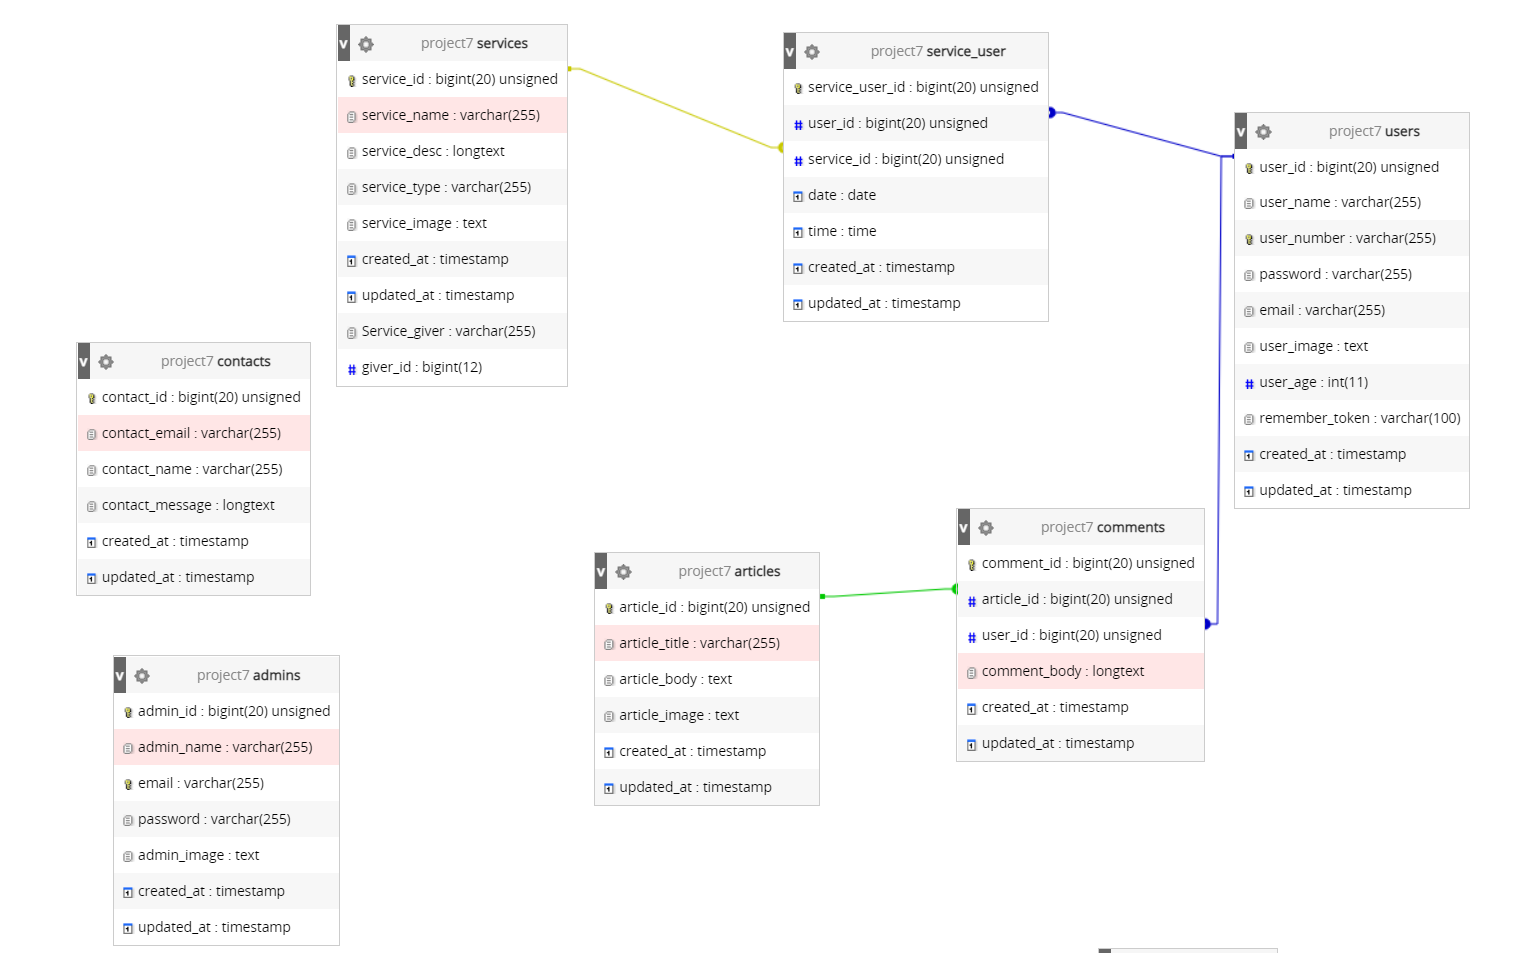 v project7 services
service_id : bigint(20) unsigned
service_name : varchar(255)
service_desc : longtext
service_type : varchar(255)
service_image : text
created_at : timestamp
updated_at : timestamp
Service_giver : varchar(255)
giver_id : bigint(12)
v project7 service_user
service_user_id : bigint(20) unsigned
user_id : bigint(20) unsigned
service_id : bigint(20) unsigned
date : date
time : time
created_at : timestamp
updated_at : timestamp
v project7 users
user_id : bigint(20) unsigned
user_name : varchar(255)
user_number : varchar(255)
password : varchar(255)
email : varchar(255)
user_image : text
user_age : int(11)
remember_token : varchar(100)
created_at : timestamp
updated_at : timestamp
v project7 contacts
contact_id : bigint(20) unsigned
contact_email : varchar(255)
contact_name : varchar(255)
contact_message : longtext
created_at : timestamp
updated_at : timestamp
v project7 articles
article_id : bigint(20) unsigned
article_title : varchar(255)
article_body : text
article_image : text
created_at : timestamp
updated_at : timestamp
v project7 comments
comment_id : bigint(20) unsigned
article_id : bigint(20) unsigned
user_id : bigint(20) unsigned
comment_body : longtext
created_at : timestamp
updated_at : timestamp
v project7 admins
admin_id : bigint(20) unsigned
admin_name : varchar(255)
email : varchar(255)
password : varchar(255)
admin_image : text
created_at : timestamp
updated_at : timestamp